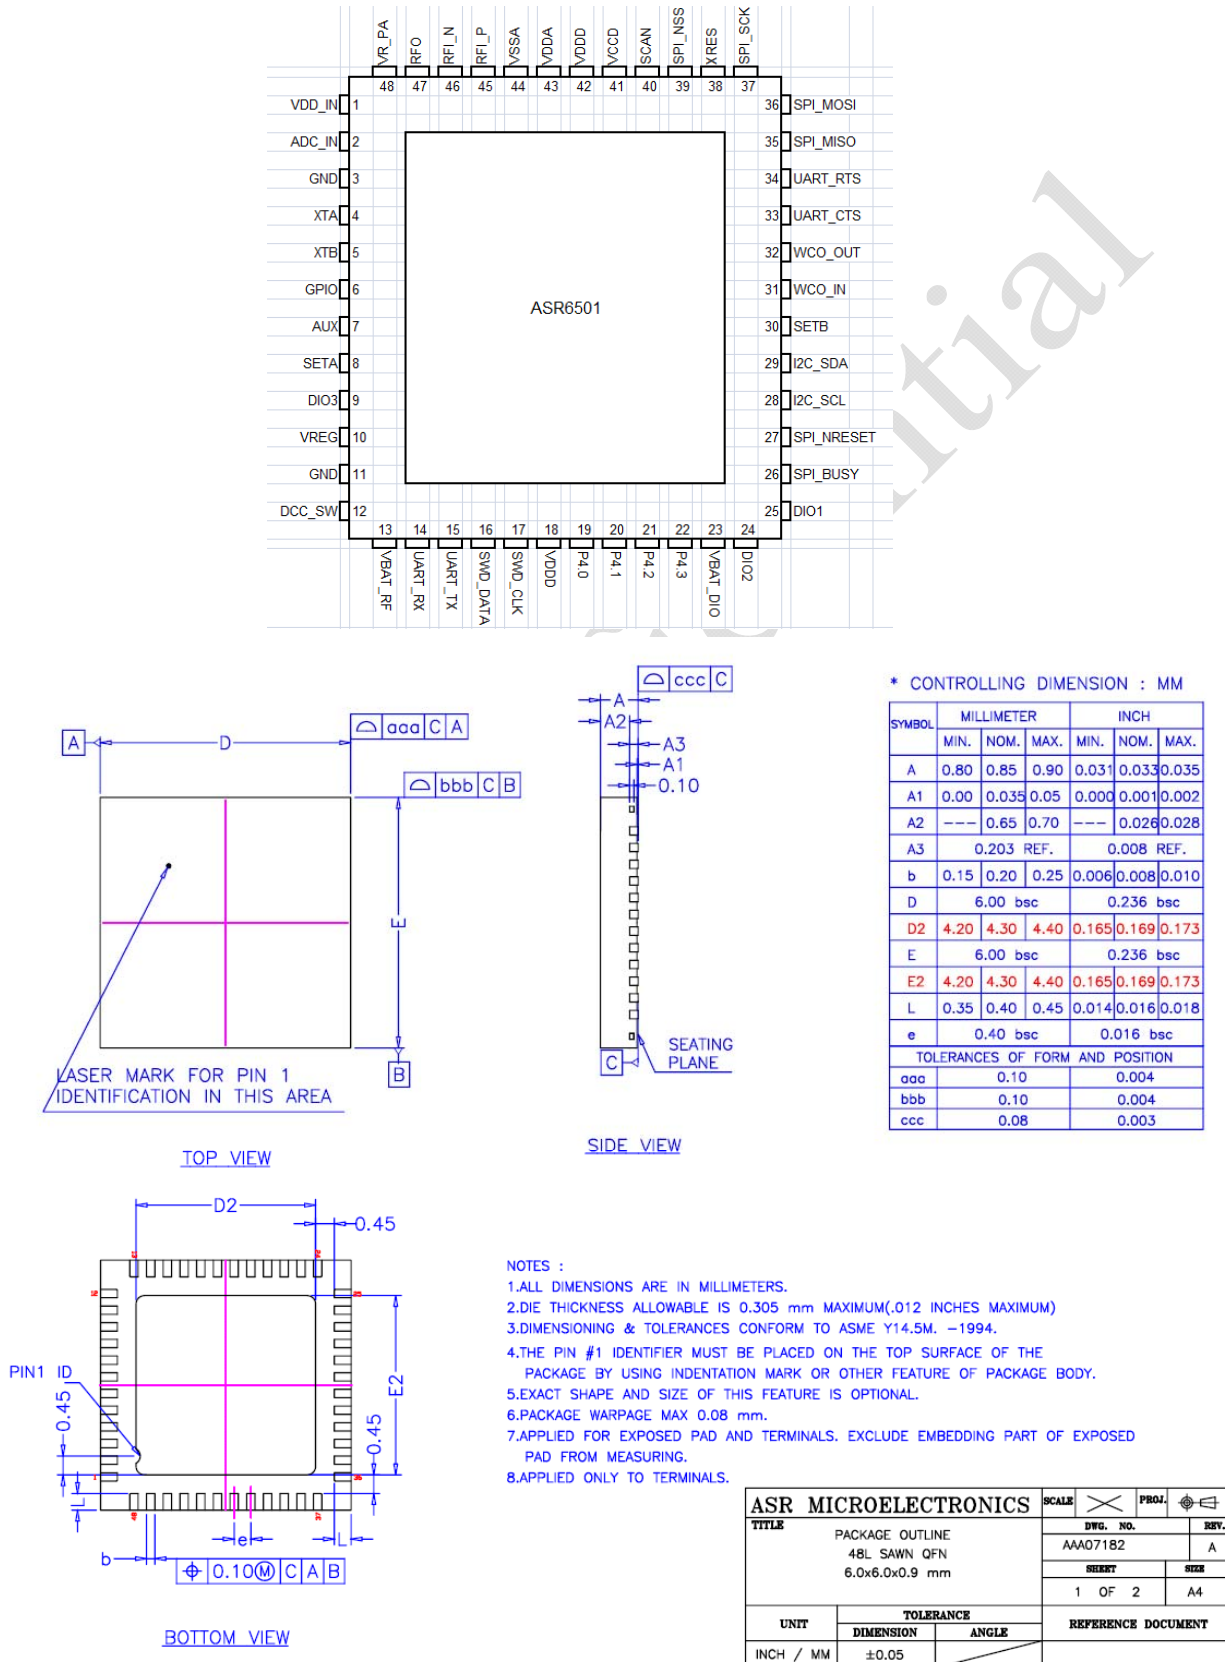 VR_PA
RFO
RFI_N
RFI_P
VSSA
VDDA
VDDD
VCCD
SCAN
SPI_NSS
XRES
SPI_SCK
48 47 46 45 44 43 42 41 40 39 38 37
VDD_IN 1 36 SPI_MOSI
ADC_IN 2 35 SPI_MISO
GND 3 34 UART_RTS
XTA 4 33 UART_CTS
XTB 5 32 WCO_OUT
GPIO 6 31 WCO_IN
AUX 7 30 SETB
SETA 8 29 I2C_SDA
DIO3 9 28 I2C_SCL
VREG 10 27 SPI_NRESET
GND 11 26 SPI_BUSY
DCC_SW 12 25 DIO1
ASR6501
13 14 15 16 17 18 19 20 21 22 23 24
VBAT_RF
UART_RX
UART_TX
SWD_DATA
SWD_CLK
VDDD
P4.0
P4.1
P4.2
P4.3
VBAT_DIO
DIO2
ntial
A
D
aaa C A
bbb C B
E
B
LASER MARK FOR PIN 1
IDENTIFICATION IN THIS AREA
TOP VIEW
ccc C
A
A2
A3
A1
0.10
C
SEATING
PLANE
SIDE VIEW
* CONTROLLING DIMENSION : MM
SYMBOL MILLIMETER INCH
MIN. NOM. MAX. MIN. NOM. MAX.
A 0.80 0.85 0.90 0.031 0.033 0.035
A1 0.00 0.035 0.05 0.000 0.001 0.002
A2 --- 0.65 0.70 --- 0.026 0.028
A3 0.203 REF. 0.008 REF.
b 0.15 0.20 0.25 0.006 0.008 0.010
D 6.00 bsc 0.236 bsc
D2 4.20 4.30 4.40 0.165 0.169 0.173
E 6.00 bsc 0.236 bsc
E2 4.20 4.30 4.40 0.165 0.169 0.173
L 0.35 0.40 0.45 0.014 0.016 0.018
e 0.40 bsc 0.016 bsc
TOLERANCES OF FORM AND POSITION
aaa 0.10 0.004
bbb 0.10 0.004
ccc 0.08 0.003
D2
0.45
13 24
12 25
PIN1 ID
0.45
E2
0.45
1 36
L
48 37
e
L
b
0.10 M C A B
BOTTOM VIEW
NOTES :
1.ALL DIMENSIONS ARE IN MILLIMETERS.
2.DIE THICKNESS ALLOWABLE IS 0.305 mm MAXIMUM(.012 INCHES MAXIMUM)
3.DIMENSIONING & TOLERANCES CONFORM TO ASME Y14.5M. -1994.
4.THE PIN #1 IDENTIFIER MUST BE PLACED ON THE TOP SURFACE OF THE
PACKAGE BY USING INDENTATION MARK OR OTHER FEATURE OF PACKAGE BODY.
5.EXACT SHAPE AND SIZE OF THIS FEATURE IS OPTIONAL.
6.PACKAGE WARPAGE MAX 0.08 mm.
7.APPLIED FOR EXPOSED PAD AND TERMINALS. EXCLUDE EMBEDDING PART OF EXPOSED
PAD FROM MEASURING.
8.APPLIED ONLY TO TERMINALS.
ASR MICROELECTRONICS SCALE PROJ.
TITLE
PACKAGE OUTLINE
48L SAWN QFN
6.0x6.0x0.9 mm
DWG. NO. REV.
AAA07182 A
SHEET SIZE
1 OF 2 A4
UNIT TOLERANCE REFERENCE DOCUMENT
DIMENSION ANGLE
INCH / MM ±0.05